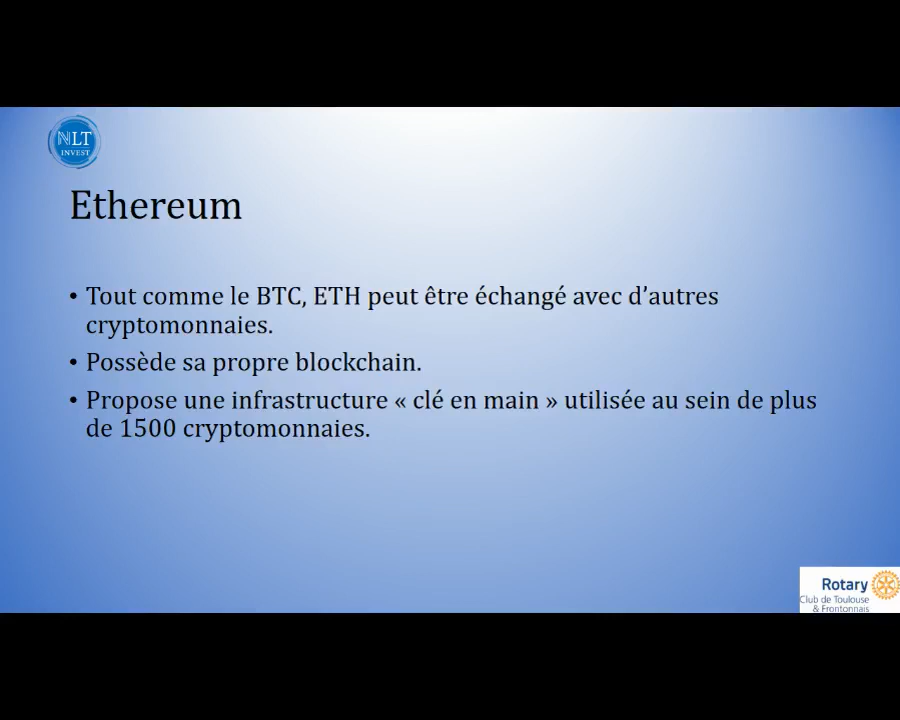 NLT
INVEST
Ethereum
• Tout comme le BTC, ETH peut être échangé avec d’autres
cryptomonnaies.
• Possède sa propre blockchain.
• Propose une infrastructure « clé en main » utilisée au sein de plus
de 1500 cryptomonnaies.
Rotary
Club de Toulouse
& Frontonnais